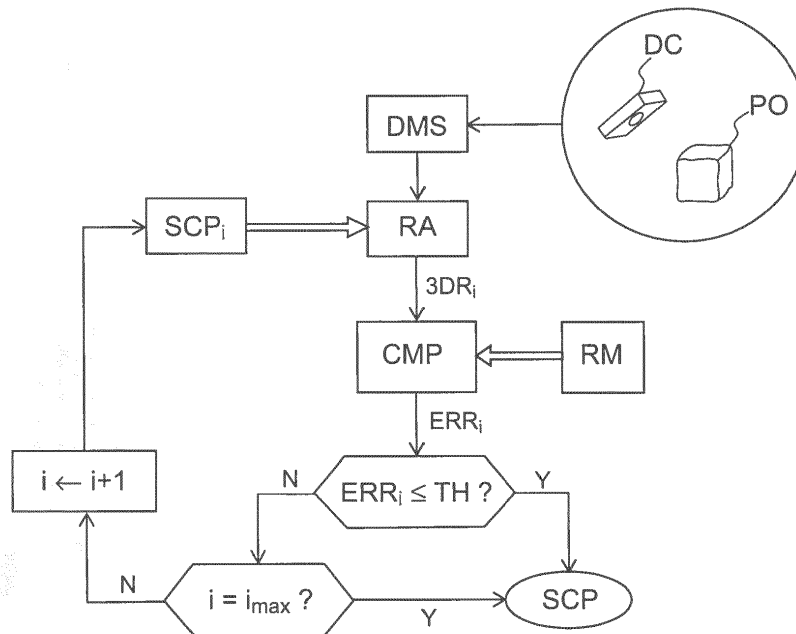 DC
PO
DMS
SCPi
RA
3DRi
CMP
RM
ERRi
i ← i+1
N
ERRi ≤ TH ?
Y
N
i = imax ?
Y
SCP